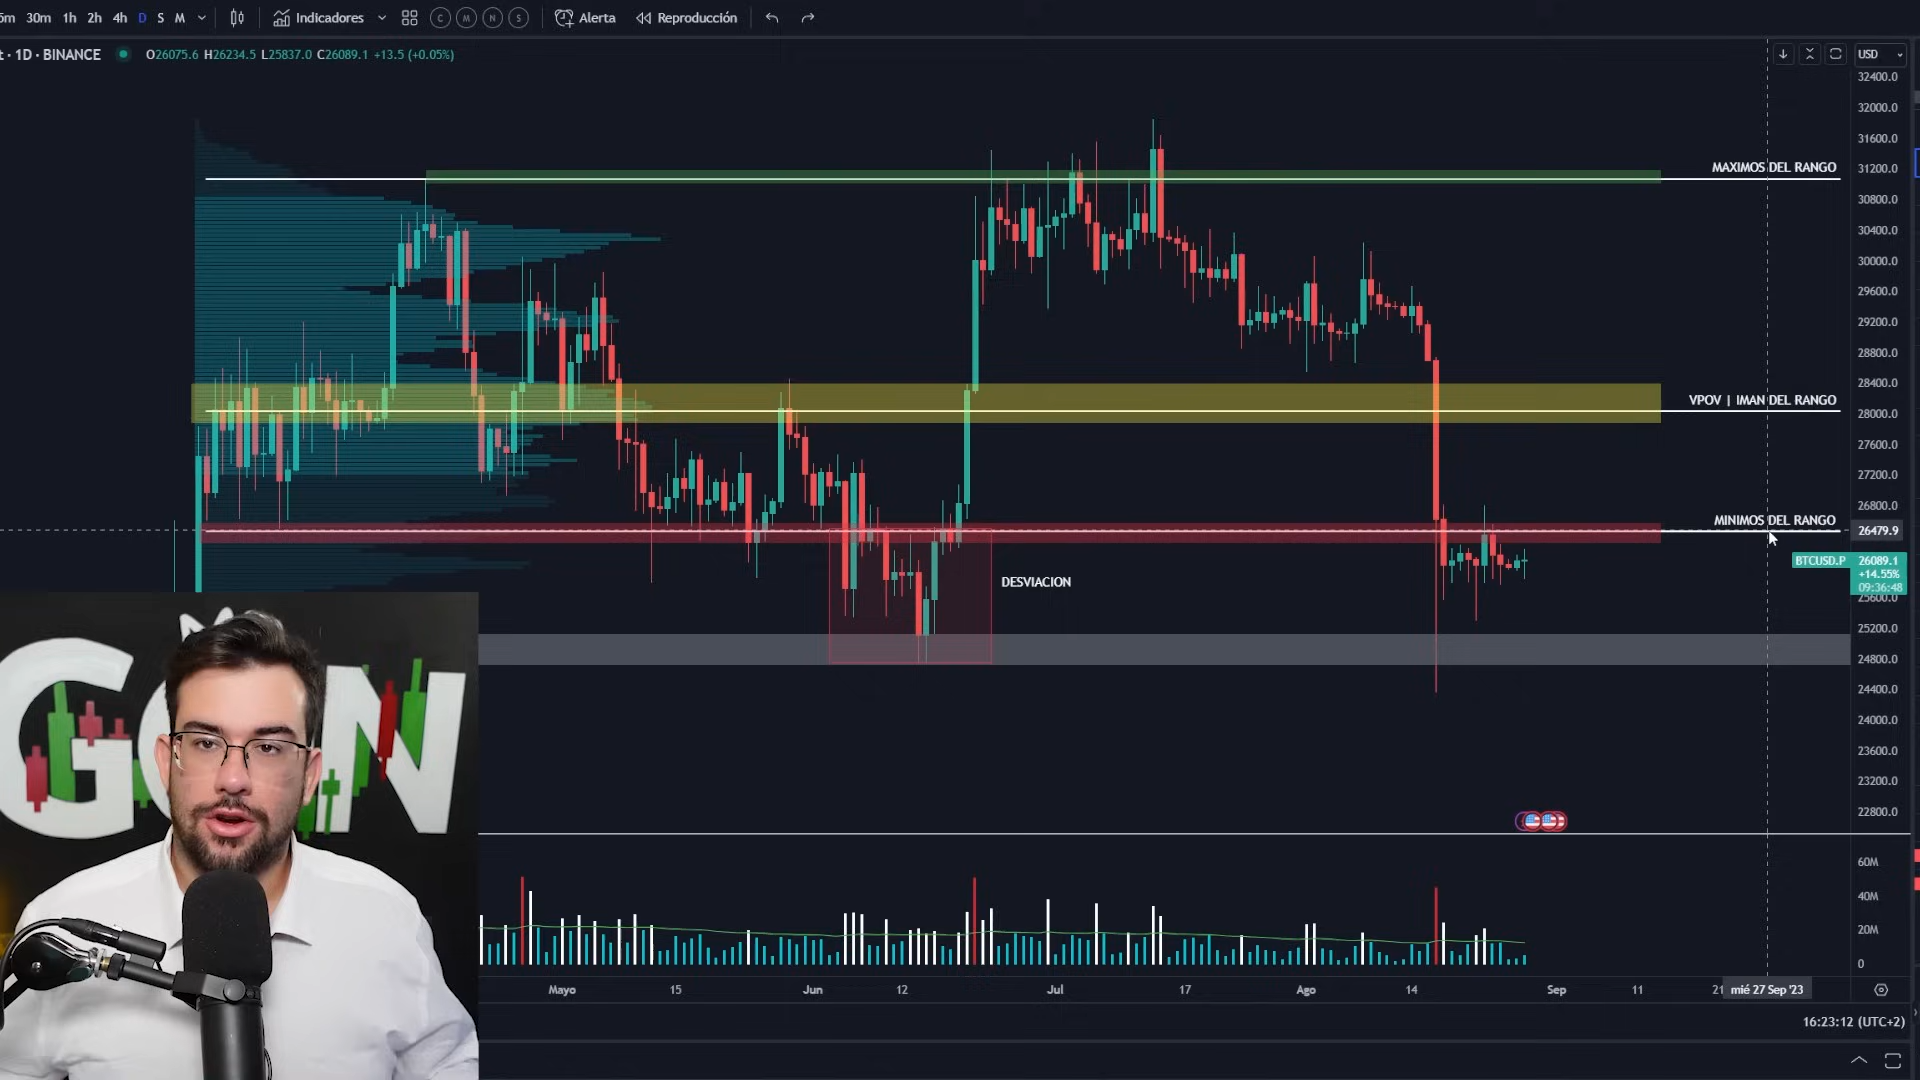 5m 30m 1h 2h 4h D S M Indicadores C M N S Alerta Reproducción
t · 1D · BINANCE O26075.6 H26234.5 L25837.0 C26089.1 +13.5 (+0.05%)
USD
32400.0
32000.0
31600.0
MAXIMOS DEL RANGO
31200.0
30800.0
30400.0
30000.0
29600.0
29200.0
28800.0
28400.0
VPOV | IMAN DEL RANGO
28000.0
27600.0
27200.0
26800.0
MINIMOS DEL RANGO
26479.9
BTCUSD.P 26089.1
+14.55%
09:36:48
DESVIACION
25600.0
25200.0
24800.0
24400.0
24000.0
23600.0
23200.0
22800.0
60M
40M
20M
0
Mayo 15 Jun 12 Jul 17 Ago 14 Sep 11 21 mié 27 Sep '23
16:23:12 (UTC+2)